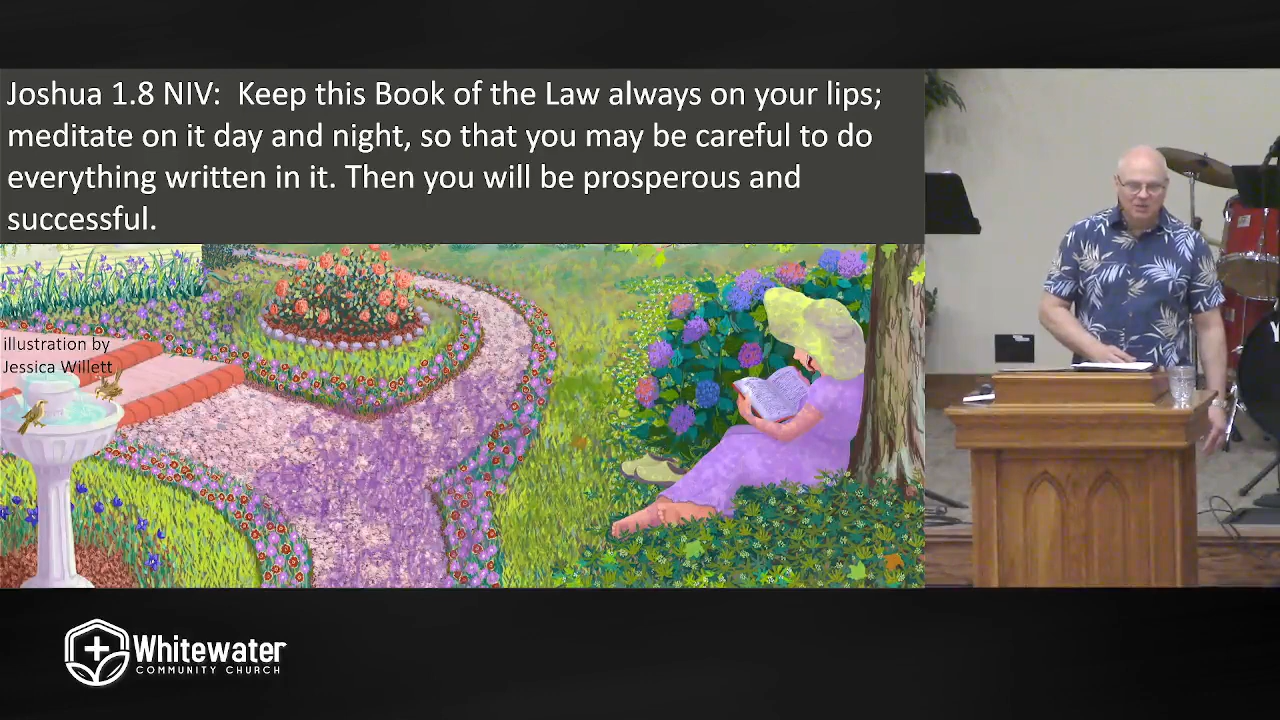 Joshua 1.8 NIV:  Keep this Book of the Law always on your lips;
meditate on it day and night, so that you may be careful to do
everything written in it. Then you will be prosperous and
successful.
illustration by
Jessica Willett
Whitewater
COMMUNITY CHURCH